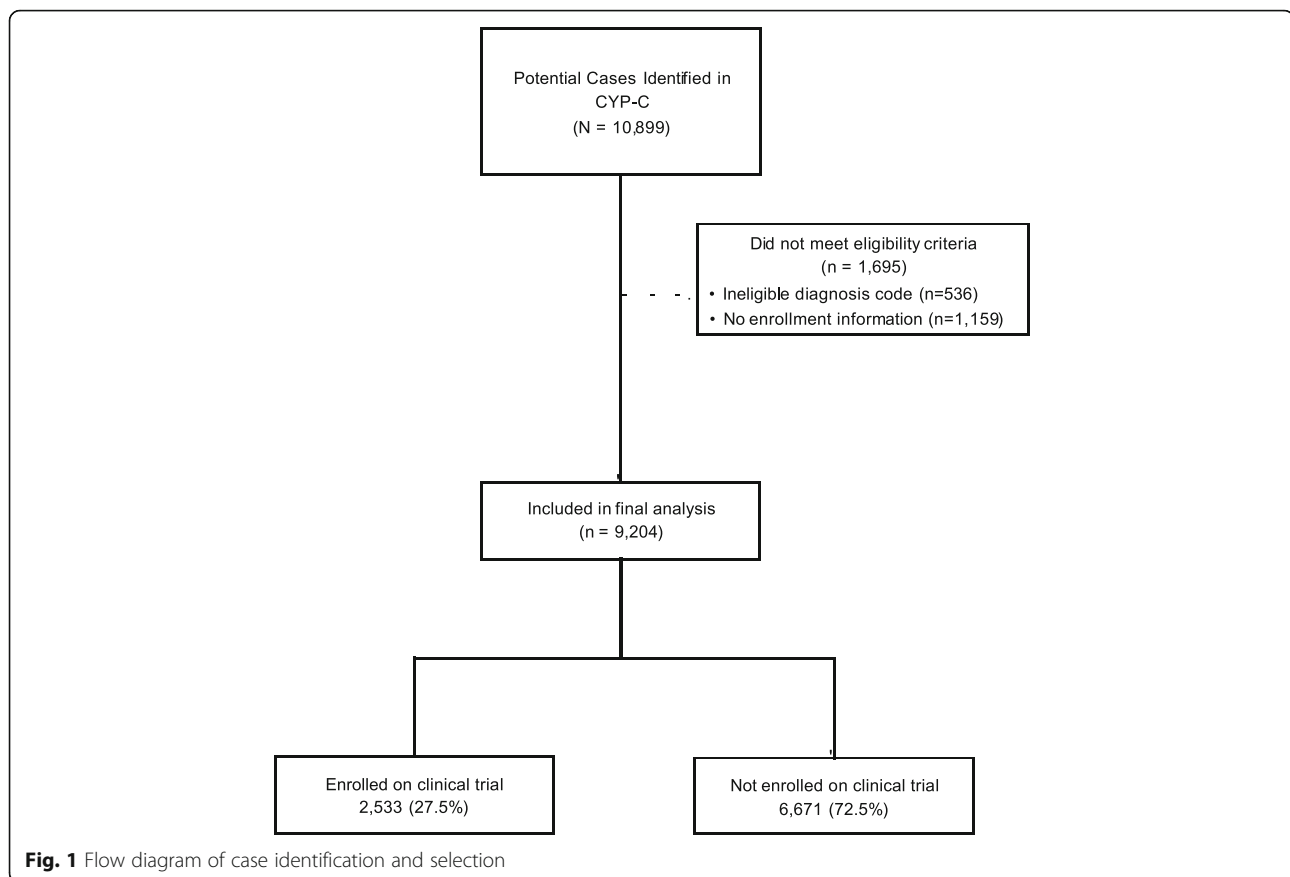 Potential Cases Identified in
CYP-C
(N = 10,899)
Did not meet eligibility criteria
(n = 1,695)
• Ineligible diagnosis code (n=536)
• No enrollment information (n=1,159)
Included in final analysis
(n = 9,204)
Enrolled on clinical trial
2,533 (27.5%)
Not enrolled on clinical trial
6,671 (72.5%)
Fig. 1 Flow diagram of case identification and selection